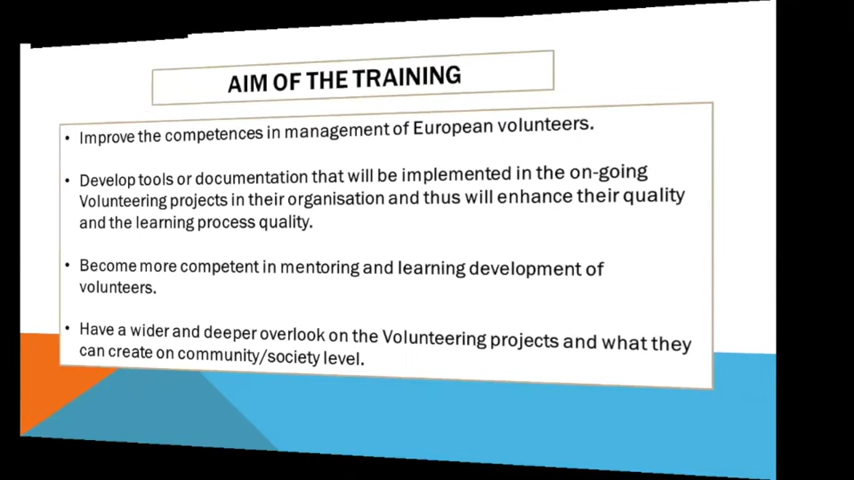 AIM OF THE TRAINING
• Improve the competences in management of European volunteers.
• Develop tools or documentation that will be implemented in the on-going
Volunteering projects in their organisation and thus will enhance their quality
and the learning process quality.
• Become more competent in mentoring and learning development of
volunteers.
• Have a wider and deeper overlook on the Volunteering projects and what they
can create on community/society level.